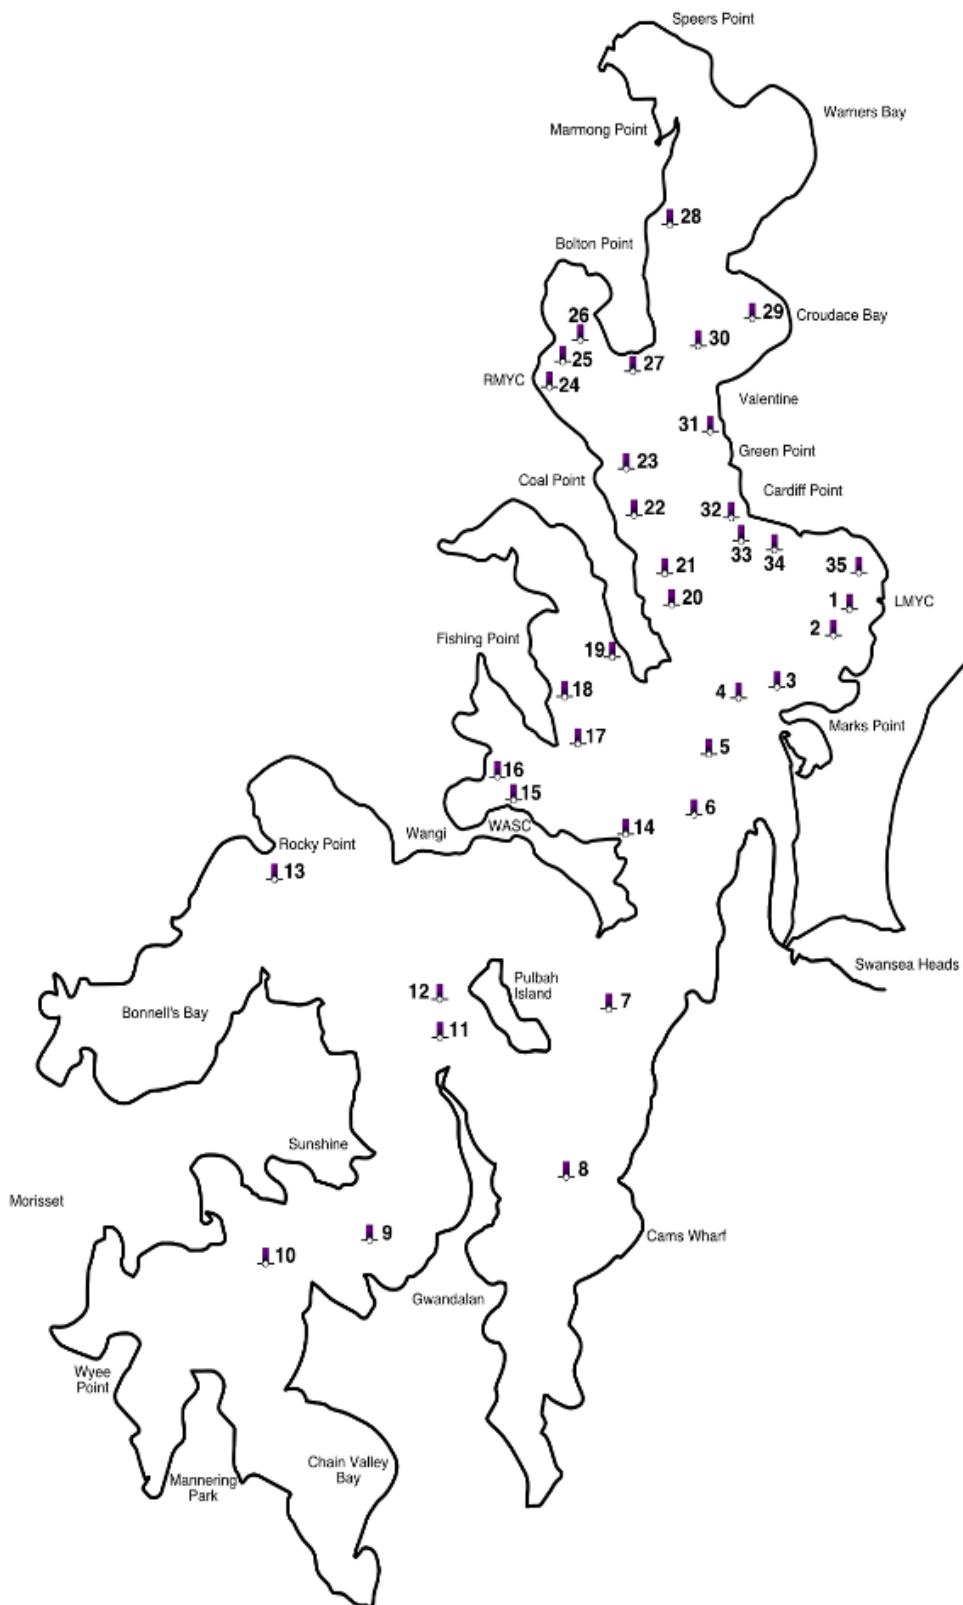 Speers Point
Warners Bay
Marmong Point
28
Bolton Point
29
Croudace Bay
26
30
25
27
RMYC
24
Valentine
31
Green Point
23
Coal Point
Cardiff Point
22
32
33
34
21
35
20
1
LMYC
2
Fishing Point
19
3
18
4
Marks Point
17
5
16
15
6
WASC
14
Wangi
Rocky Point
13
Swansea Heads
Pulbah
Island
12
7
Bonnell's Bay
11
Sunshine
8
Morisset
9
Cams Wharf
10
Gwandalan
Wyee
Point
Chain Valley
Bay
Mannering
Park